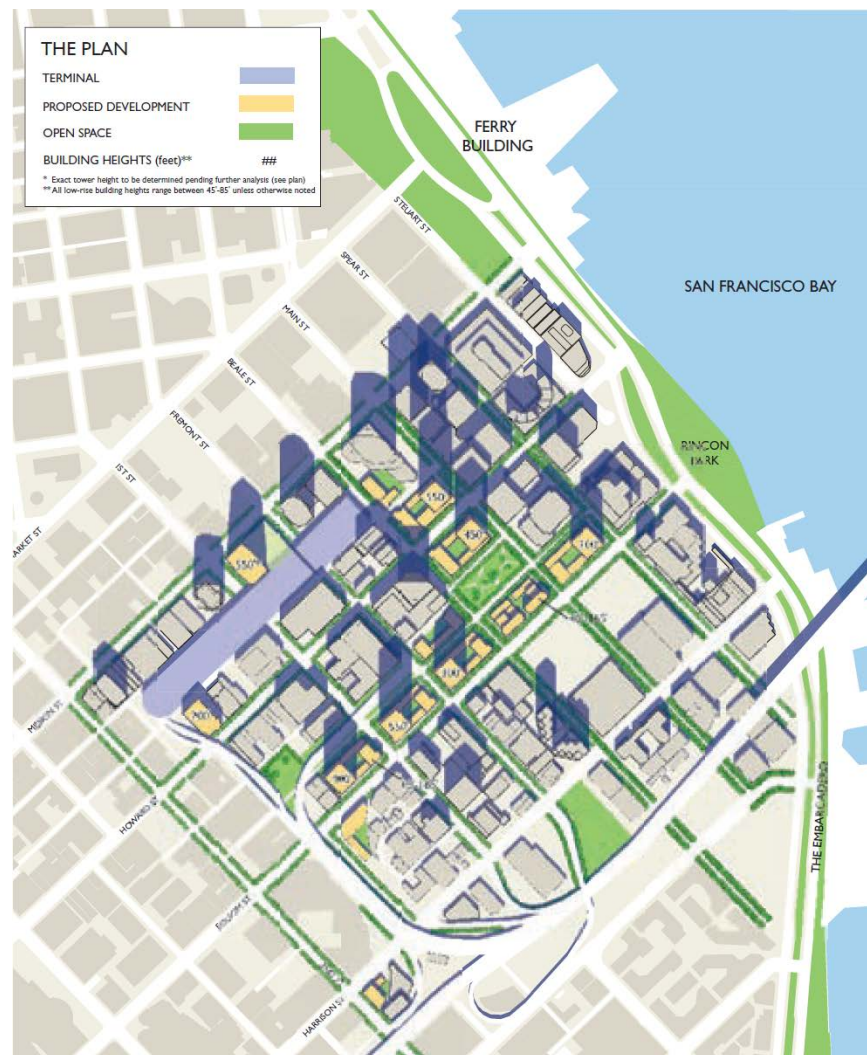 THE PLAN
TERMINAL
PROPOSED DEVELOPMENT
OPEN SPACE
BUILDING HEIGHTS (feet)** ##
* Exact tower height to be determined pending further analysis (see plan)
** All low-rise building heights range between 45'-85' unless otherwise noted
FERRY
BUILDING
STEUART ST
SPEAR ST
SAN FRANCISCO BAY
MAIN ST
BEALE ST
FREMONT ST
RINCON
PARK
1ST ST
MARKET ST
550
450
550*
MISSION ST
550
HOWARD ST
THE EMBARCADERO
FOLSOM ST
HARRISON ST